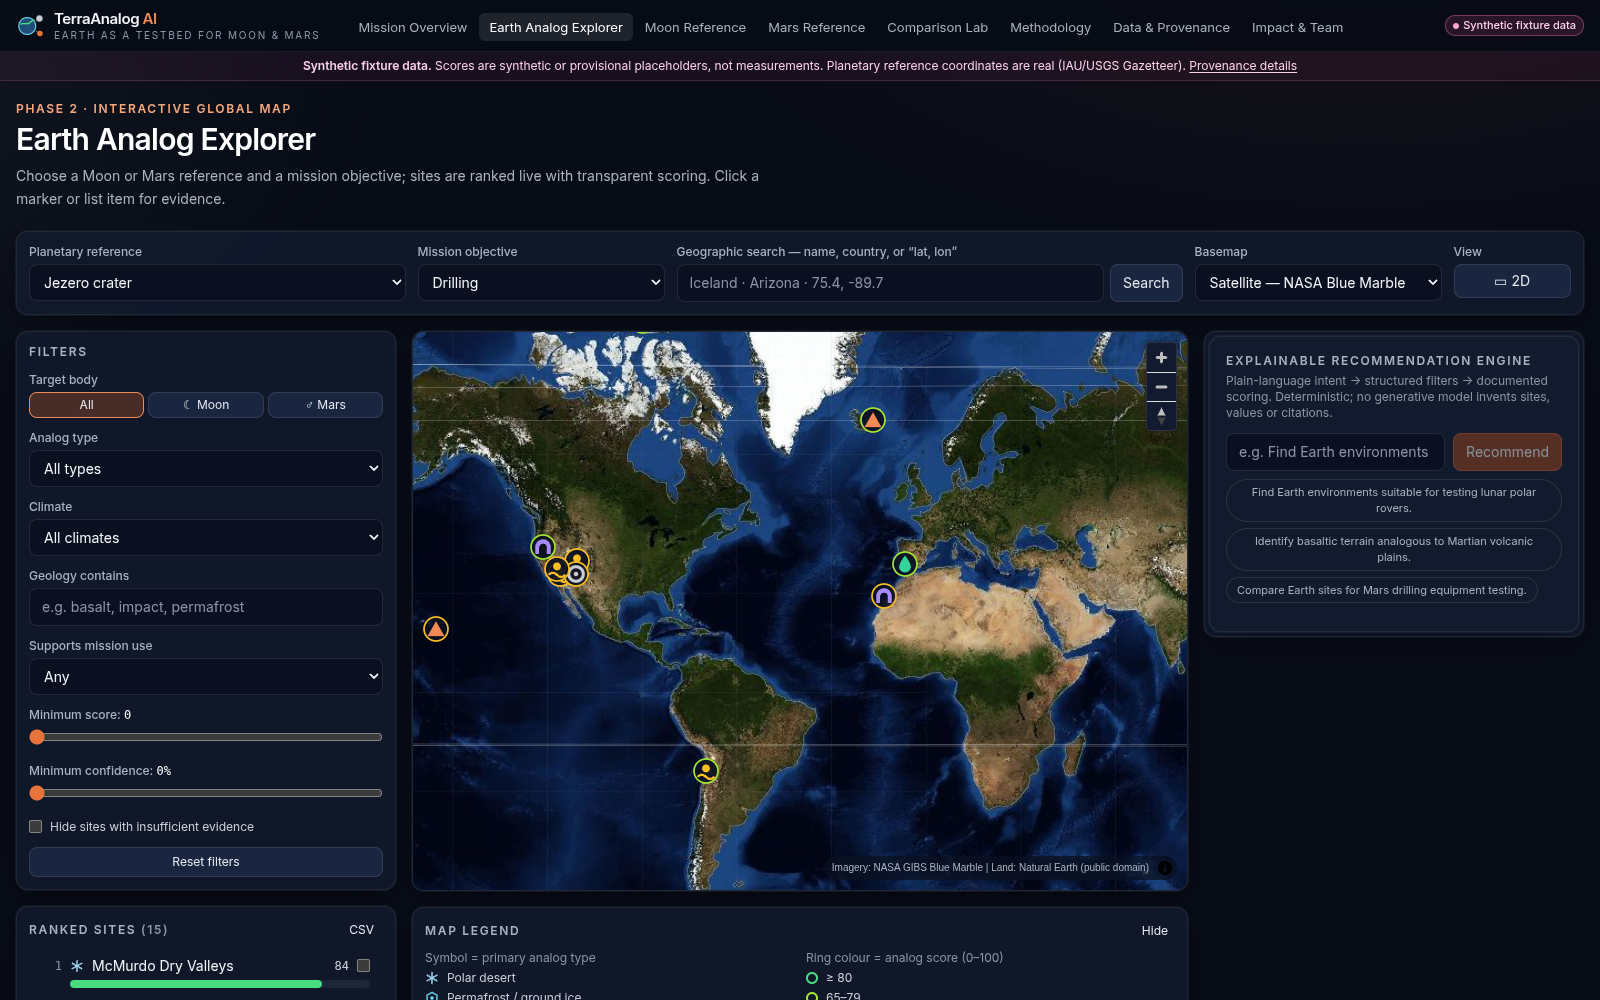 TerraAnalog AI
EARTH AS A TESTBED FOR MOON & MARS
Mission Overview
Earth Analog Explorer
Moon Reference
Mars Reference
Comparison Lab
Methodology
Data & Provenance
Impact & Team
Synthetic fixture data
Synthetic fixture data. Scores are synthetic or provisional placeholders, not measurements. Planetary reference coordinates are real (IAU/USGS Gazetteer). Provenance details
PHASE 2 · INTERACTIVE GLOBAL MAP
Earth Analog Explorer
Choose a Moon or Mars reference and a mission objective; sites are ranked live with transparent scoring. Click a
marker or list item for evidence.
Planetary reference
Jezero crater
Mission objective
Drilling
Geographic search — name, country, or “lat, lon”
Iceland · Arizona · 75.4, -89.7
Search
Basemap
Satellite — NASA Blue Marble
View
▭ 2D
FILTERS
Target body
All
☾ Moon
♂ Mars
Analog type
All types
Climate
All climates
Geology contains
e.g. basalt, impact, permafrost
Supports mission use
Any
Minimum score: 0
Minimum confidence: 0%
Hide sites with insufficient evidence
Reset filters
RANKED SITES (15)
CSV
1 McMurdo Dry Valleys 84
Imagery: NASA GIBS Blue Marble | Land: Natural Earth (public domain)
MAP LEGEND
Hide
Symbol = primary analog type
Polar desert
Permafrost / ground ice
Ring colour = analog score (0–100)
≥ 80
65–79
EXPLAINABLE RECOMMENDATION ENGINE
Plain-language intent → structured filters → documented
scoring. Deterministic; no generative model invents sites,
values or citations.
e.g. Find Earth environments
Recommend
Find Earth environments suitable for testing lunar polar
rovers.
Identify basaltic terrain analogous to Martian volcanic
plains.
Compare Earth sites for Mars drilling equipment testing.